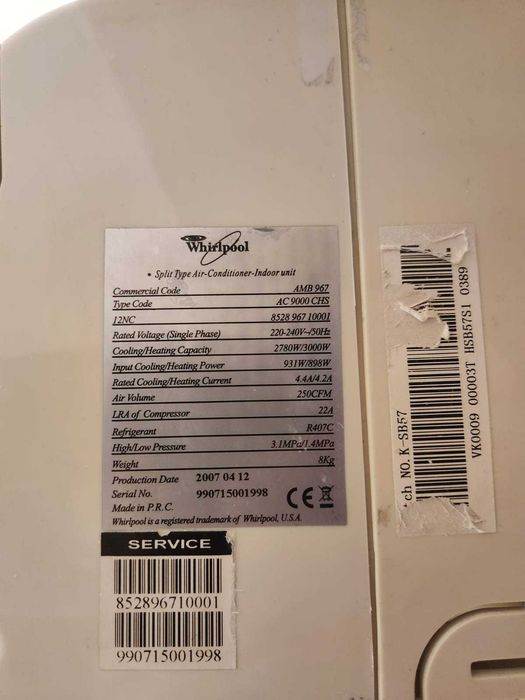 Whirlpool
• Split Type Air-Conditioner-Indoor unit
Commercial Code AMB 967
Type Code AC 9000 CHS
12NC 8528 967 10001
Rated Voltage (Single Phase) 220-240V~/50Hz
Cooling/Heating Capacity 2780W/3000W
Input Cooling/Heating Power 931W/898W
Rated Cooling/Heating Current 4.4A/4.2A
Air Volume 250CFM
LRA of Compressor 22A
Refrigerant R407C
High/Low Pressure 3.1MPa/1.4MPa
Weight 8Kg
Production Date 2007 04 12
Serial No. 990715001998
Made in P.R.C. CE
Whirlpool is a registered trademark of Whirlpool, U.S.A.
SERVICE
852896710001
990715001998
tch NO. K-SB57
VK0009 00003T HSB57S1 0389